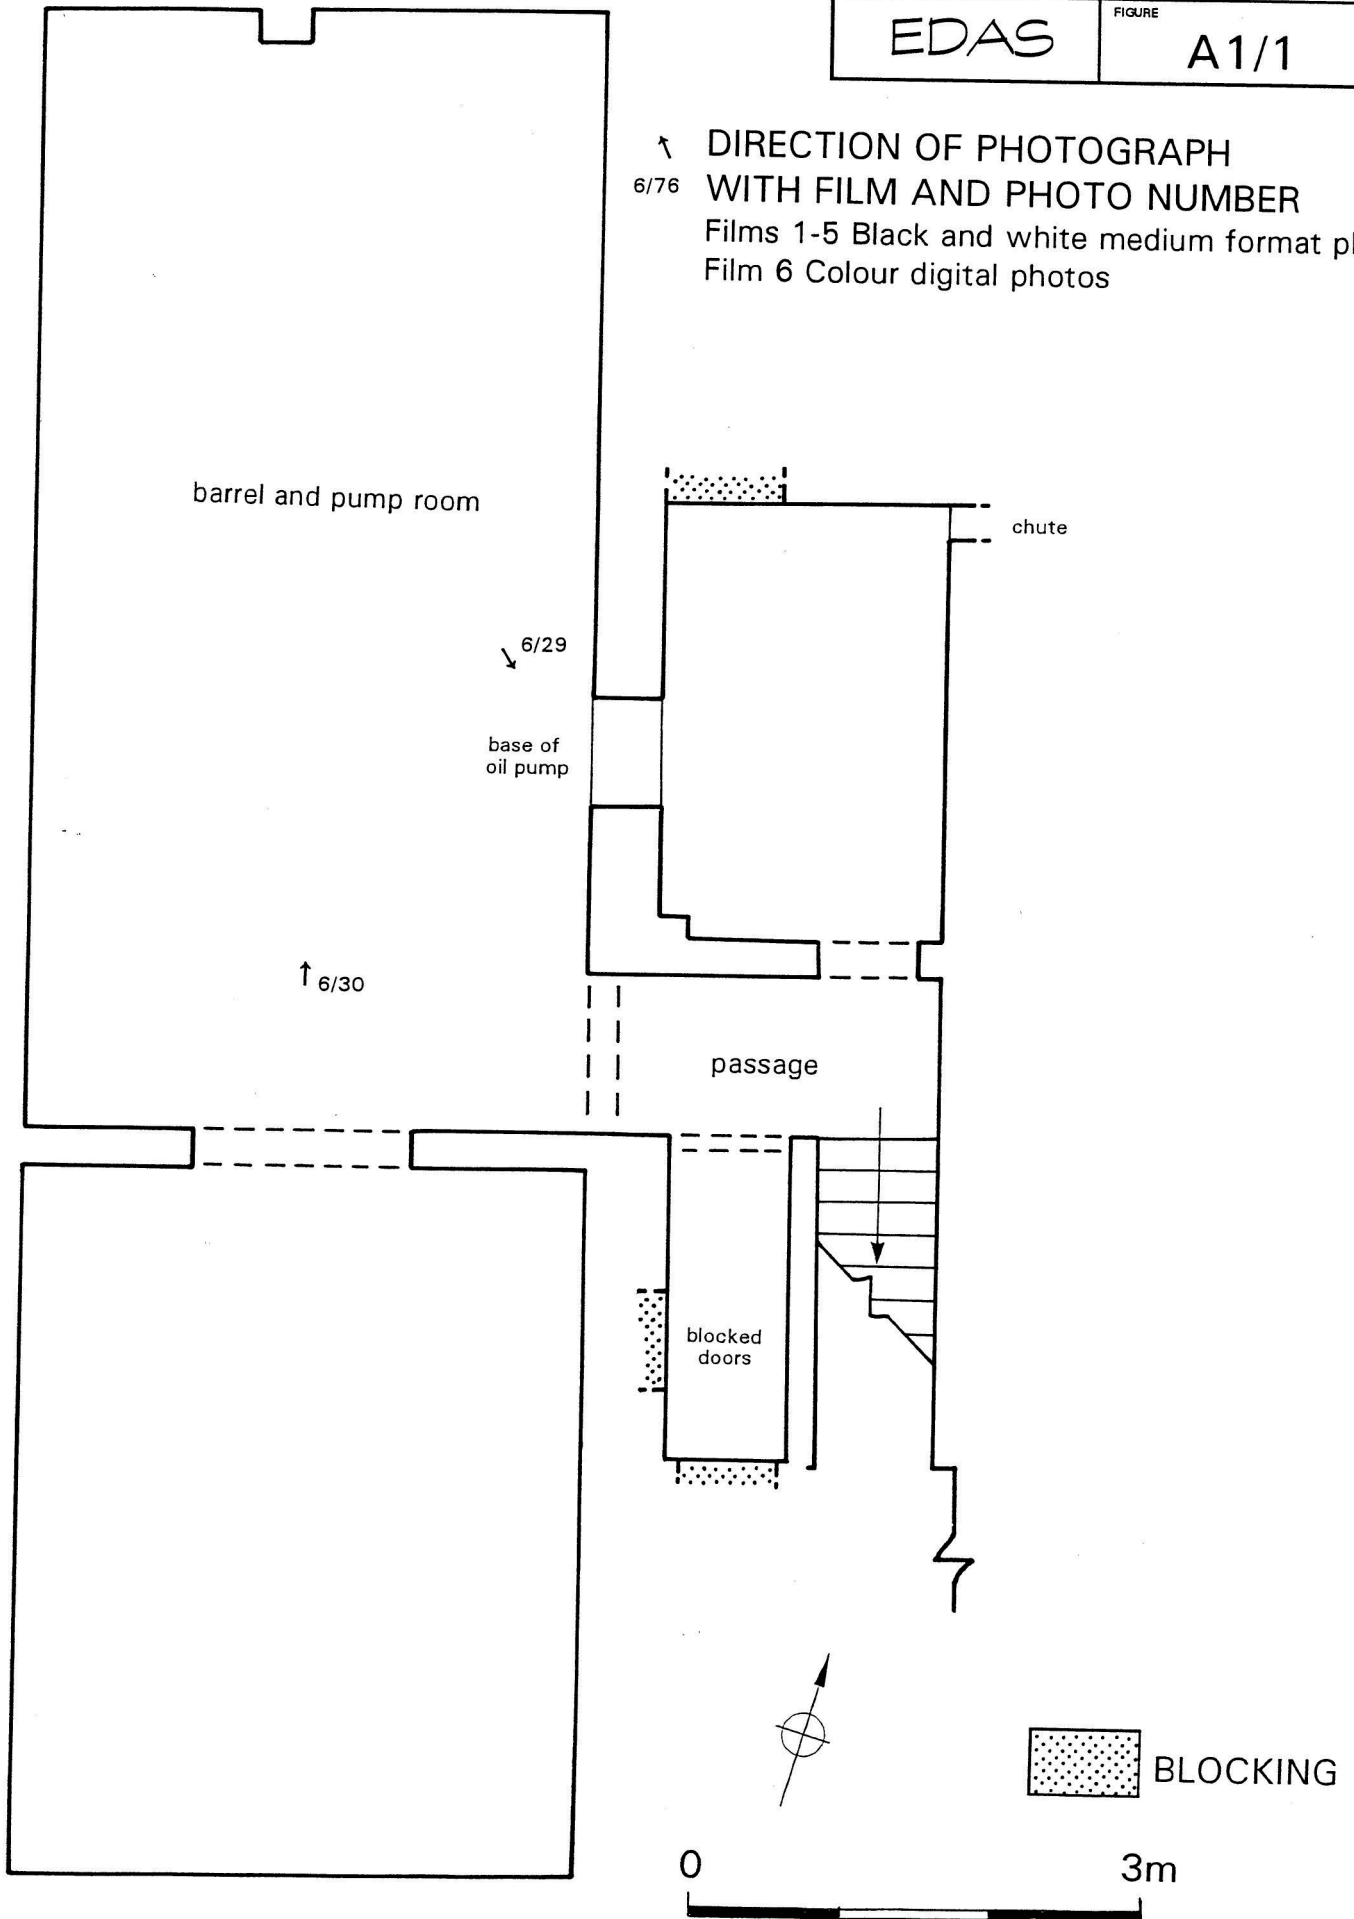 EDAS
FIGURE
A1/1
DIRECTION OF PHOTOGRAPH
6/76 WITH FILM AND PHOTO NUMBER
Films 1-5 Black and white medium format
Film 6 Colour digital photos
barrel and pump room
chute
6/29
base of
oil pump
6/30
passage
blocked
doors
BLOCKING
0 3m